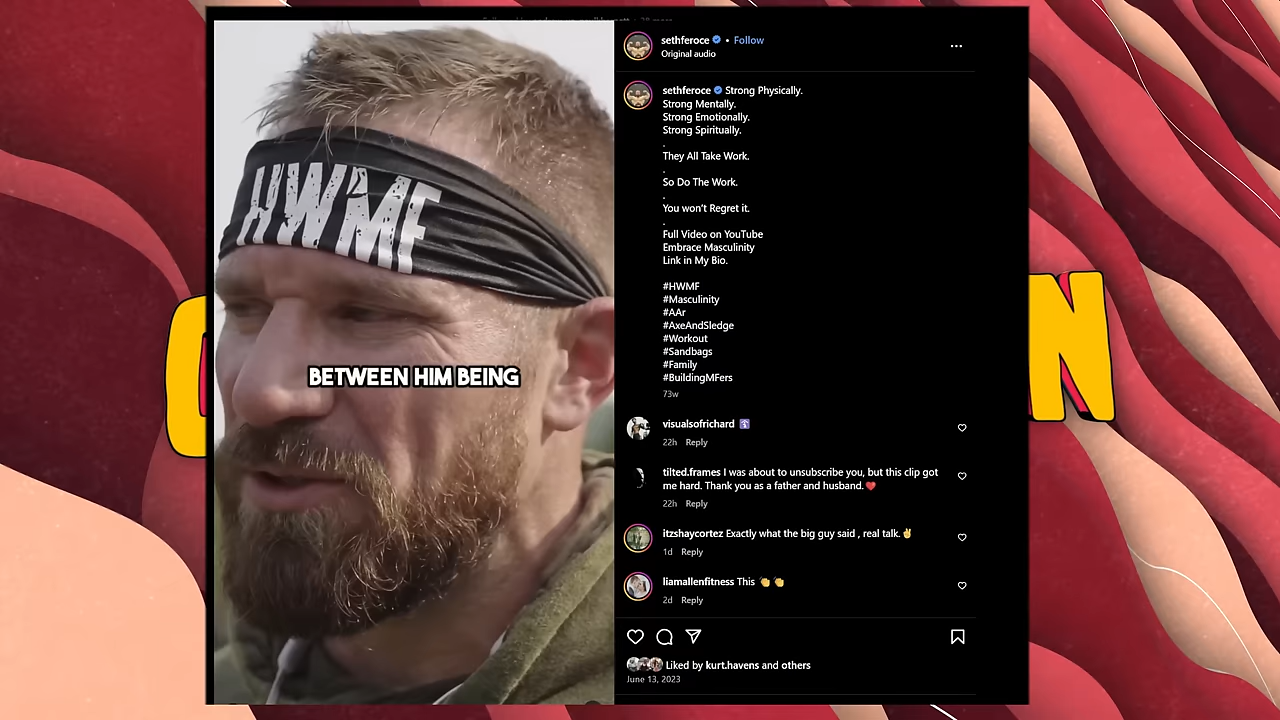 sethferoce • Follow
Original audio
...
HWMF
BETWEEN HIM BEING
sethferoce Strong Physically.
Strong Mentally.
Strong Emotionally.
Strong Spiritually.
.
They All Take Work.
.
So Do The Work.
.
You won't Regret it.
.
Full Video on YouTube
Embrace Masculinity
Link in My Bio.
#HWMF
#Masculinity
#AAr
#AxeAndSledge
#Workout
#Sandbags
#Family
#BuildingMFers
73w
visualsofrichard
22h Reply
tilted.frames I was about to unsubscribe you, but this clip got
me hard. Thank you as a father and husband.❤️
22h Reply
itzshaycortez Exactly what the big guy said , real talk.✌️
1d Reply
liamallenfitness This 👏 👏
2d Reply
Liked by kurt.havens and others
June 13, 2023
N